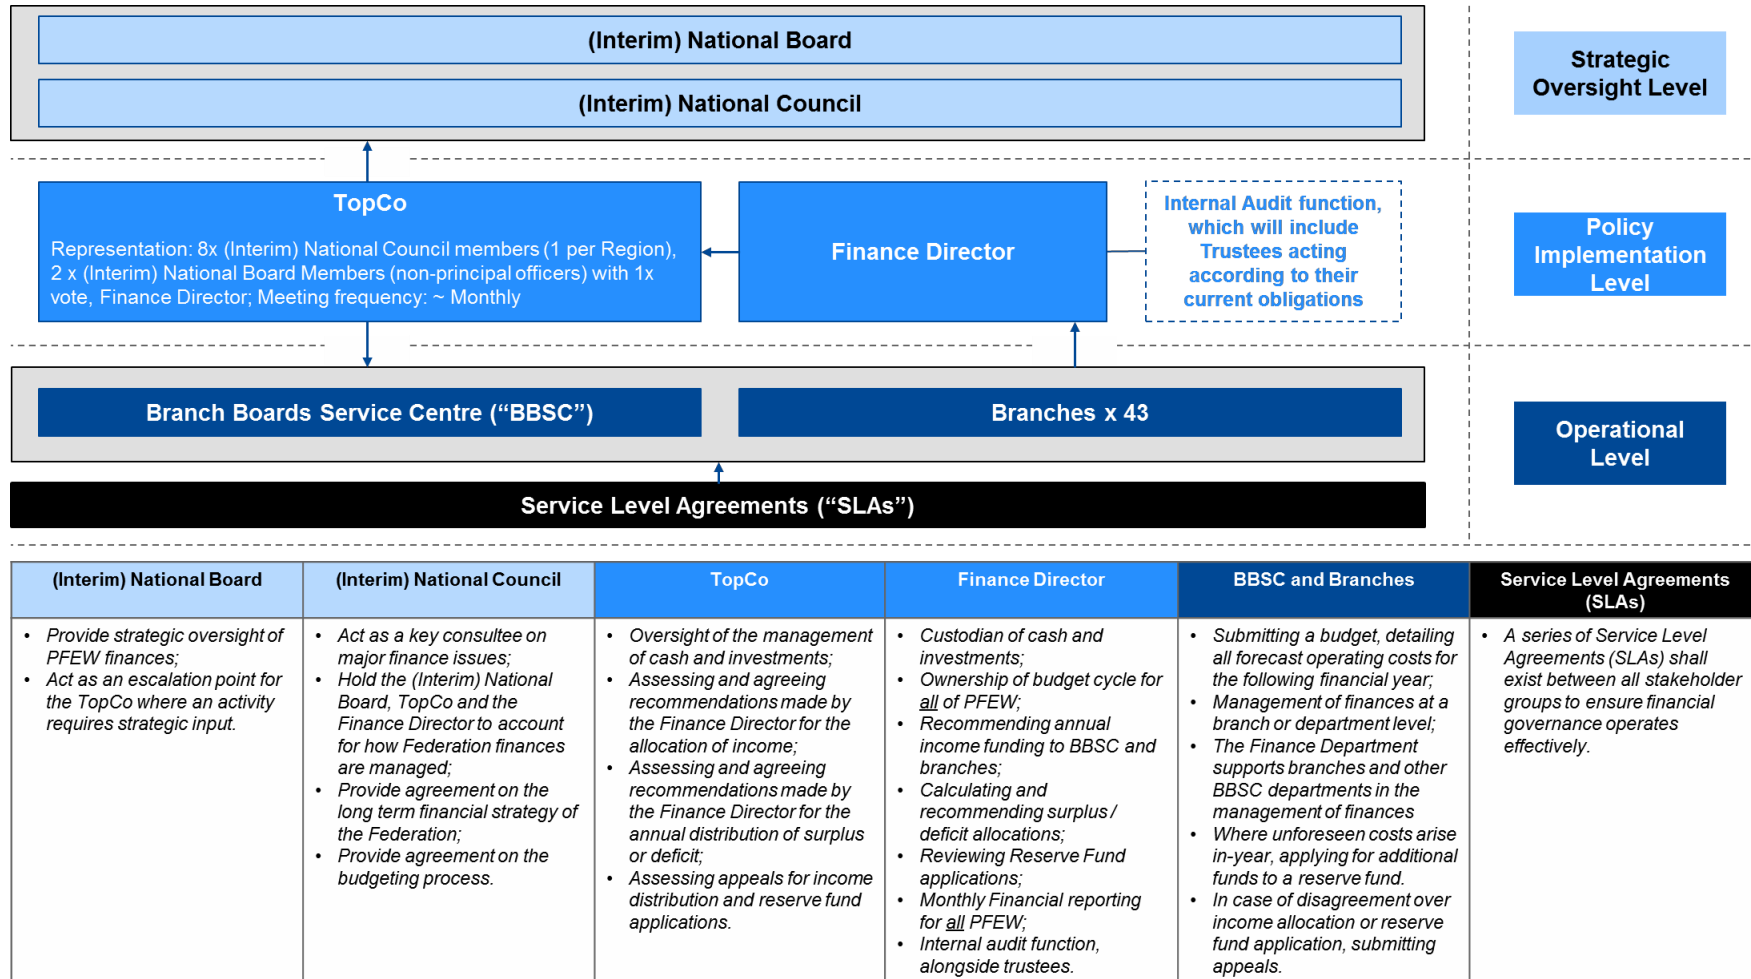 (Interim) National Board
(Interim) National Council
Strategic
Oversight Level
TopCo
Representation: 8x (Interim) National Council members (1 per Region),
2 x (Interim) National Board Members (non-principal officers) with 1x
vote, Finance Director; Meeting frequency: ~ Monthly
Finance Director
Internal Audit function,
which will include
Trustees acting
according to their
current obligations
Policy
Implementation
Level
Branch Boards Service Centre (“BBSC”)
Branches x 43
Operational
Level
Service Level Agreements (“SLAs”)
(Interim) National Board
• Provide strategic oversight of
PFEW finances;
• Act as an escalation point for
the TopCo where an activity
requires strategic input.
(Interim) National Council
• Act as a key consultee on
major finance issues;
• Hold the (Interim) National
Board, TopCo and the
Finance Director to account
for how Federation finances
are managed;
• Provide agreement on the
long term financial strategy of
the Federation;
• Provide agreement on the
budgeting process.
TopCo
• Oversight of the management
of cash and investments;
• Assessing and agreeing
recommendations made by
the Finance Director for the
allocation of income;
• Assessing and agreeing
recommendations made by
the Finance Director for the
annual distribution of surplus
or deficit;
• Assessing appeals for income
distribution and reserve fund
applications.
Finance Director
• Custodian of cash and
investments;
• Ownership of budget cycle for
all of PFEW;
• Recommending annual
income funding to BBSC and
branches;
• Calculating and
recommending surplus /
deficit allocations;
• Reviewing Reserve Fund
applications;
• Monthly Financial reporting
for all PFEW;
• Internal audit function,
alongside trustees.
BBSC and Branches
• Submitting a budget, detailing
all forecast operating costs for
the following financial year;
• Management of finances at a
branch or department level;
• The Finance Department
supports branches and other
BBSC departments in the
management of finances
• Where unforeseen costs arise
in-year, applying for additional
funds to a reserve fund.
• In case of disagreement over
income allocation or reserve
fund application, submitting
appeals.
Service Level Agreements
(SLAs)
• A series of Service Level
Agreements (SLAs) shall
exist between all stakeholder
groups to ensure financial
governance operates
effectively.